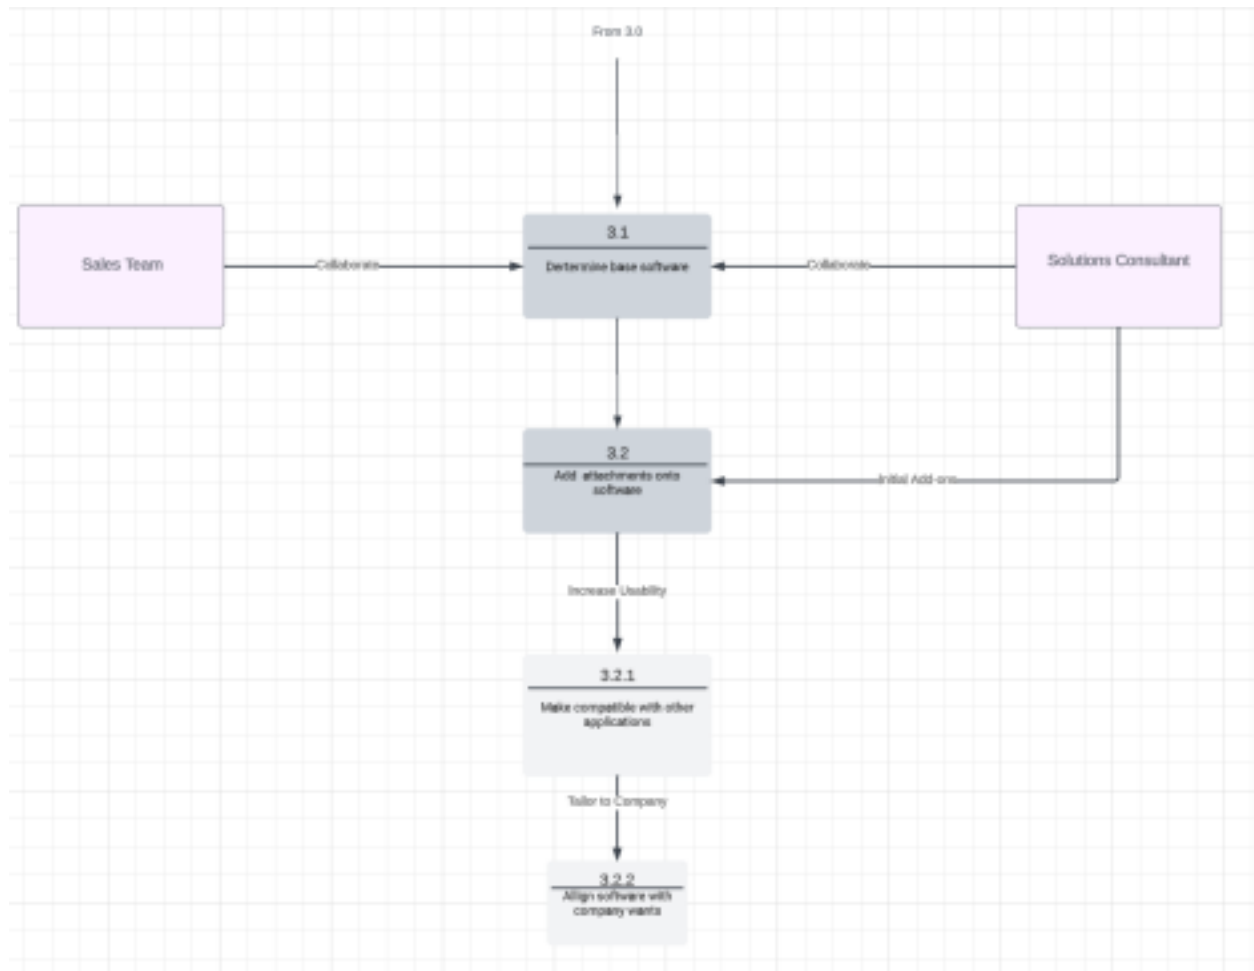 From 3.0
3.1
Sales Team
Collaborate
Dertermine base software
Collaborate
Solutions Consultant
3.2
Add attachments onto
software
Initial Add-ons
Increase Usability
3.2.1
Make compatible with other
applications
Tailor to Company
3.2.2
Allign software with
company wants